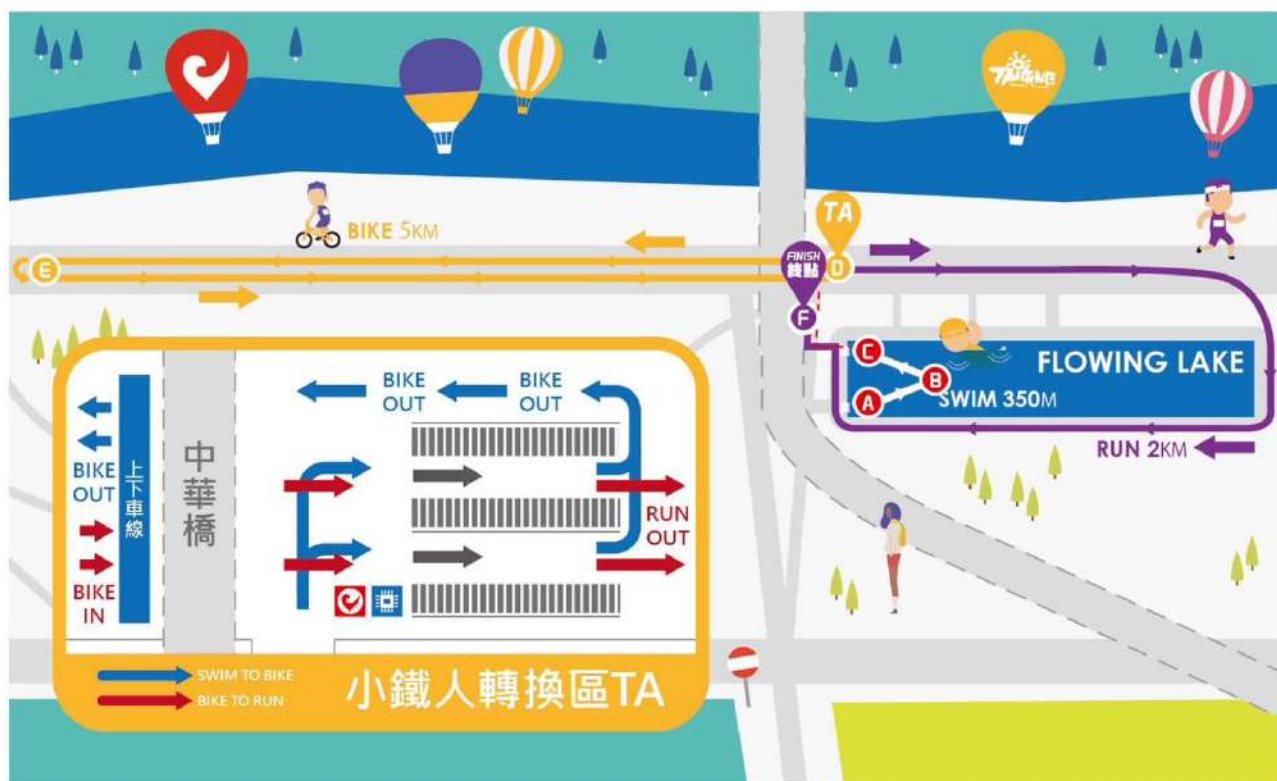 TAITUNG
TA
BIKE 5KM
FINISH
終點
E
D
F
C
B
A
FLOWING LAKE
SWIM 350M
RUN 2KM
BIKE
OUT
BIKE
OUT
BIKE
OUT
上下車線
中華橋
RUN
OUT
BIKE
IN
SWIM TO BIKE
BIKE TO RUN
小鐵人轉換區TA